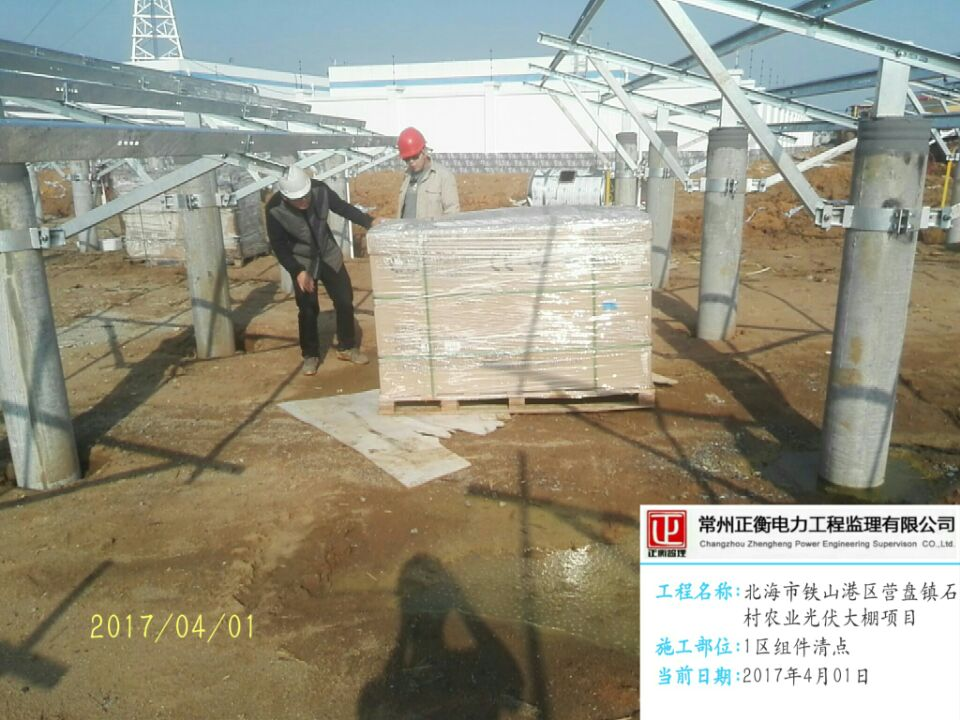 2017/04/01
正衡监理
常州正衡电力工程监理有限公司
Changzhou Zhengheng Power Engineering Supervison CO.,Ltd.
工程名称:北海市铁山港区营盘镇石
村农业光伏大棚项目
施工部位:1区组件清点
当前日期:2017年4月01日